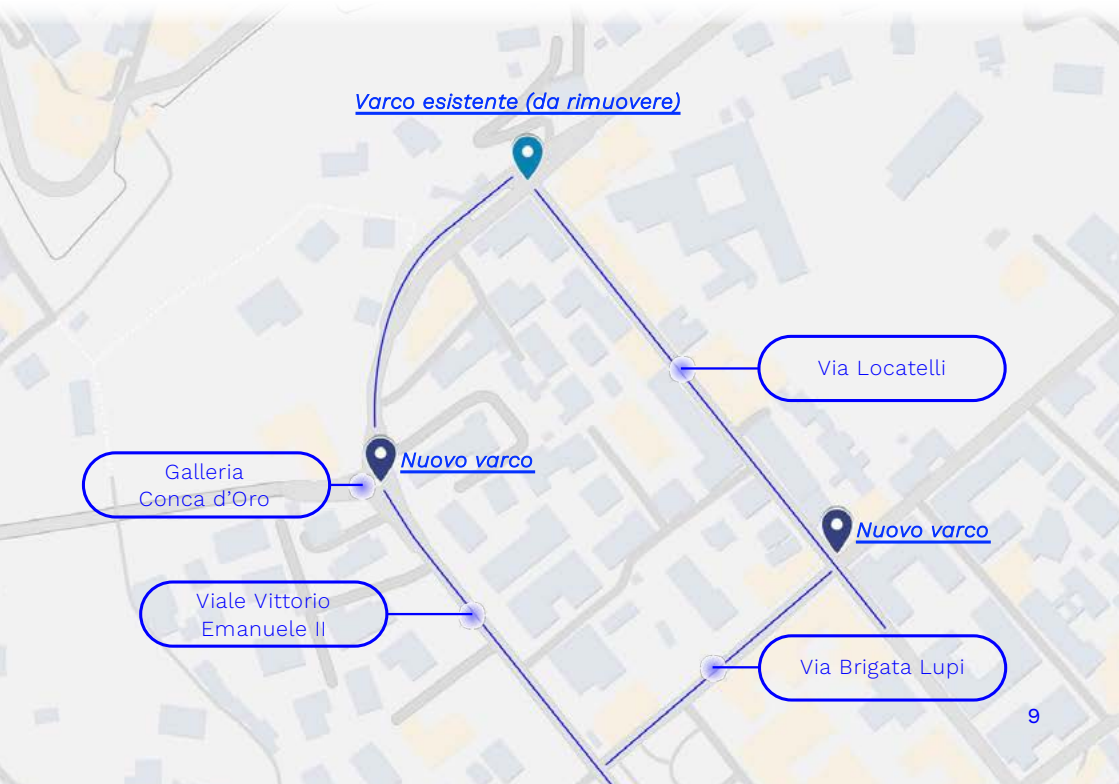 Varco esistente (da rimuovere)
Via Locatelli
Nuovo varco
Galleria
Conca d'Oro
Nuovo varco
Viale Vittorio
Emanuele II
Via Brigata Lupi
9